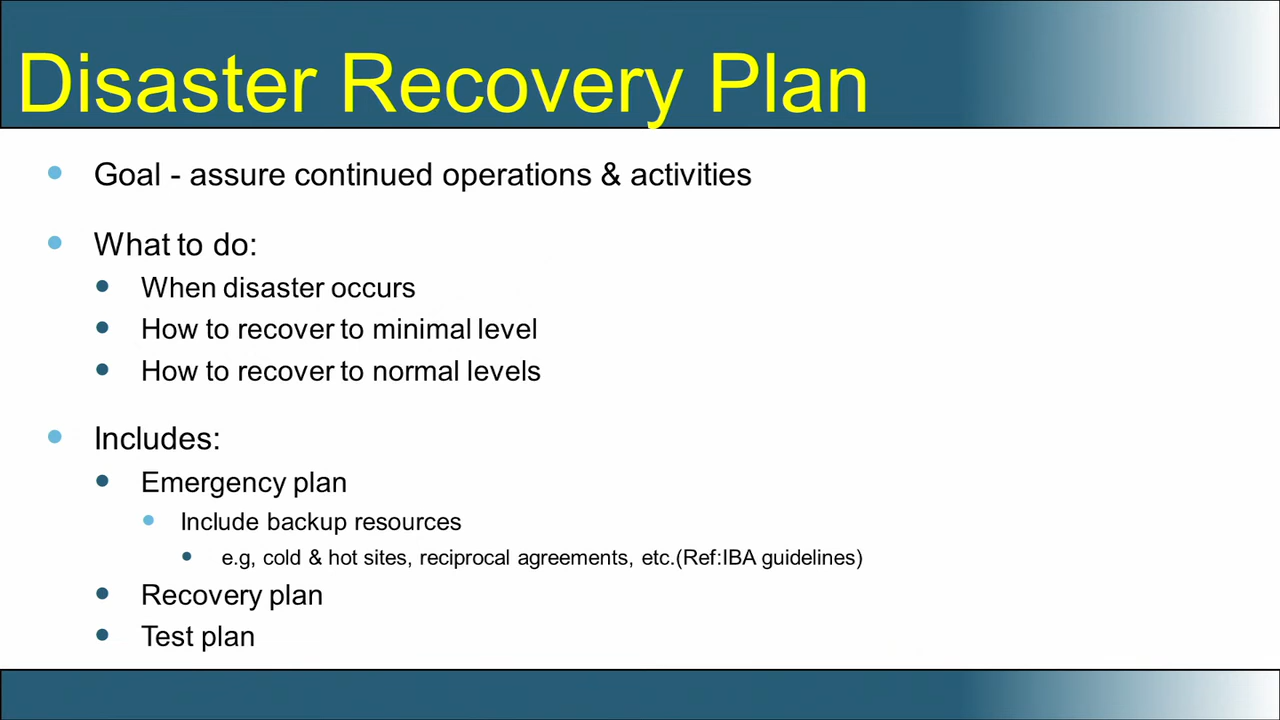 Disaster Recovery Plan
Goal - assure continued operations & activities
What to do:
When disaster occurs
How to recover to minimal level
How to recover to normal levels
Includes:
Emergency plan
Include backup resources
e.g, cold & hot sites, reciprocal agreements, etc.(Ref:IBA guidelines)
Recovery plan
Test plan